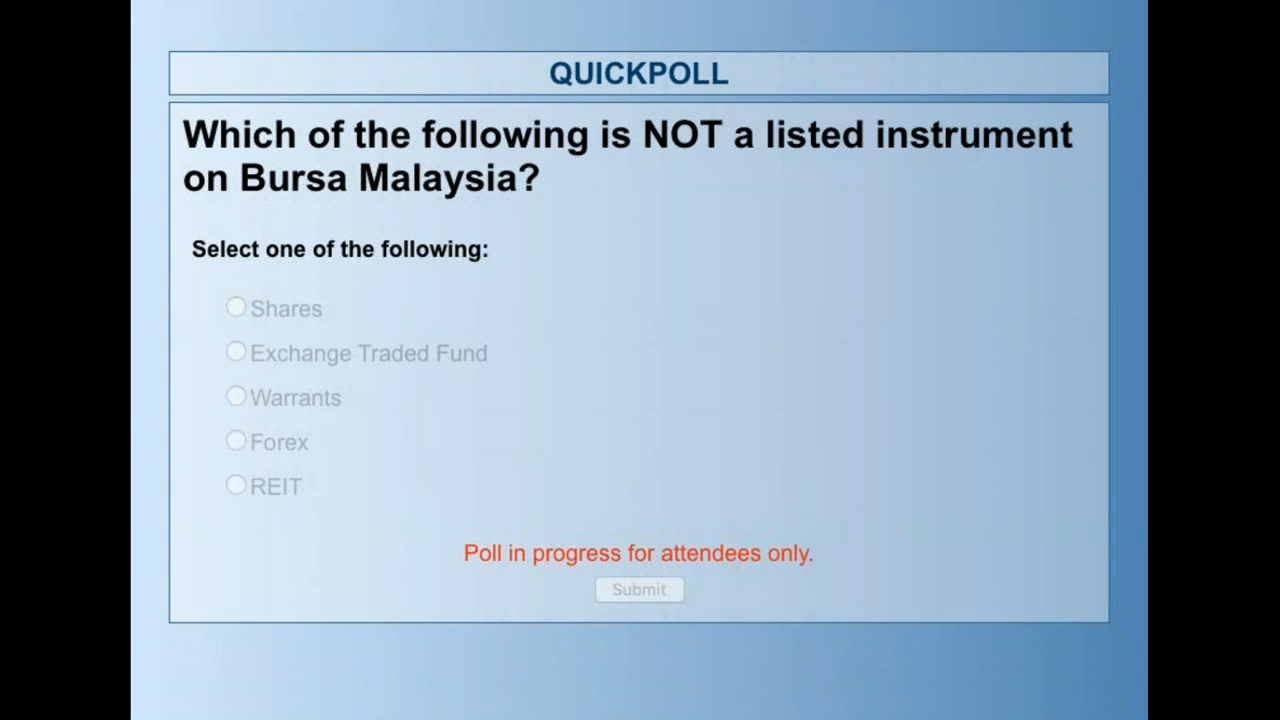 QUICKPOLL
Which of the following is NOT a listed instrument
on Bursa Malaysia?
Select one of the following:
Shares
Exchange Traded Fund
Warrants
Forex
REIT
Poll in progress for attendees only.
Submit